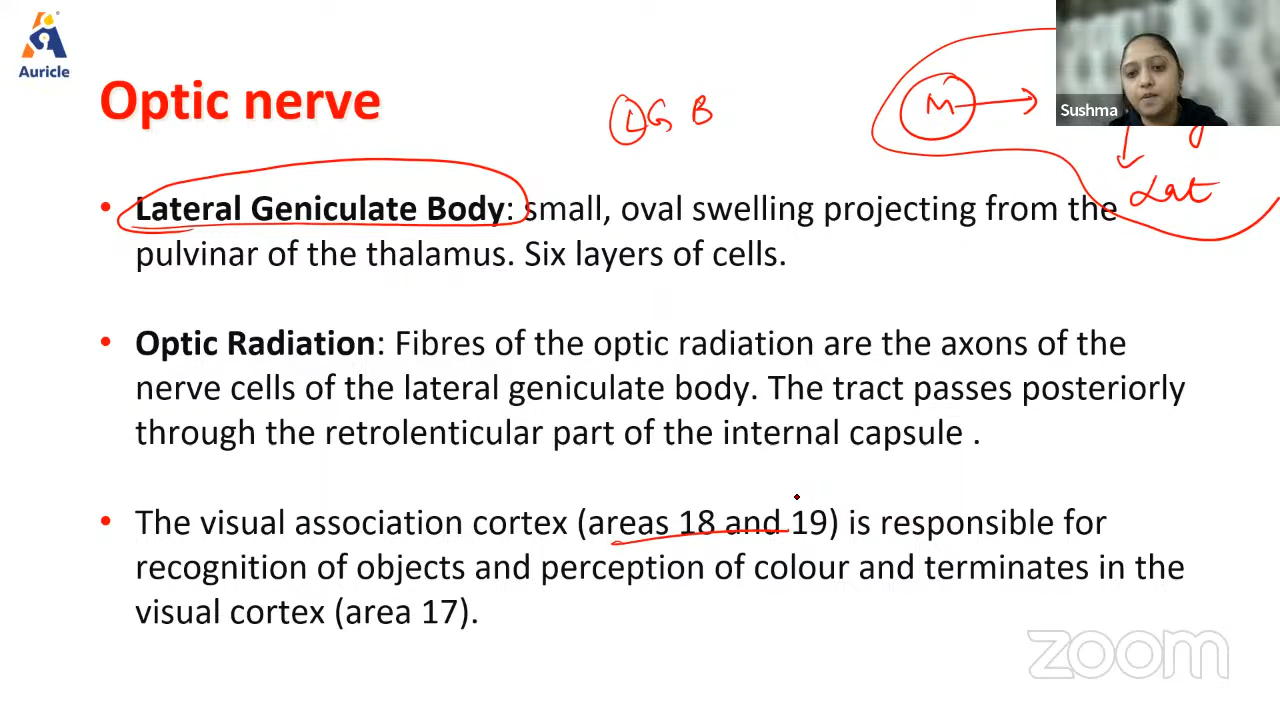 Auricle
Optic nerve
LG B
M
Sushma
Lat
• Lateral Geniculate Body: small, oval swelling projecting from the
pulvinar of the thalamus. Six layers of cells.
• Optic Radiation: Fibres of the optic radiation are the axons of the
nerve cells of the lateral geniculate body. The tract passes posteriorly
through the retrolenticular part of the internal capsule .
• The visual association cortex (areas 18 and 19) is responsible for
recognition of objects and perception of colour and terminates in the
visual cortex (area 17).
zoom